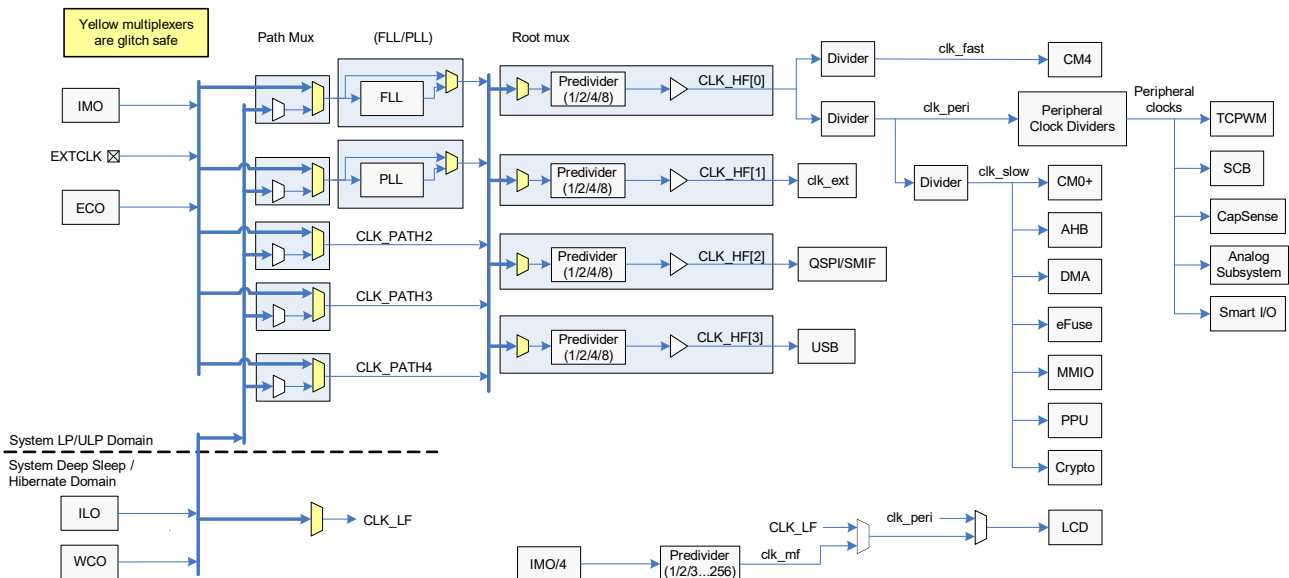 Yellow multiplexers
are glitch safe
Path Mux
(FLL/PLL)
Root mux
IMO
EXTCLK
ECO
FLL
PLL
CLK_PATH2
CLK_PATH3
CLK_PATH4
Predivider
(1/2/4/8)
CLK_HF[0]
Predivider
(1/2/4/8)
CLK_HF[1]
clk_ext
Predivider
(1/2/4/8)
CLK_HF[2]
QSPI/SMIF
Predivider
(1/2/4/8)
CLK_HF[3]
USB
Divider
clk_fast
CM4
Divider
clk_peri
Peripheral
Clock Dividers
Peripheral
clocks
TCPWM
SCB
CapSense
Analog
Subsystem
Smart I/O
Divider
clk_slow
CM0+
AHB
DMA
eFuse
MMIO
PPU
Crypto
System LP/ULP Domain
System Deep Sleep /
Hibernate Domain
ILO
WCO
CLK_LF
IMO/4
Predivider
(1/2/3...256)
clk_mf
CLK_LF
clk_peri
LCD